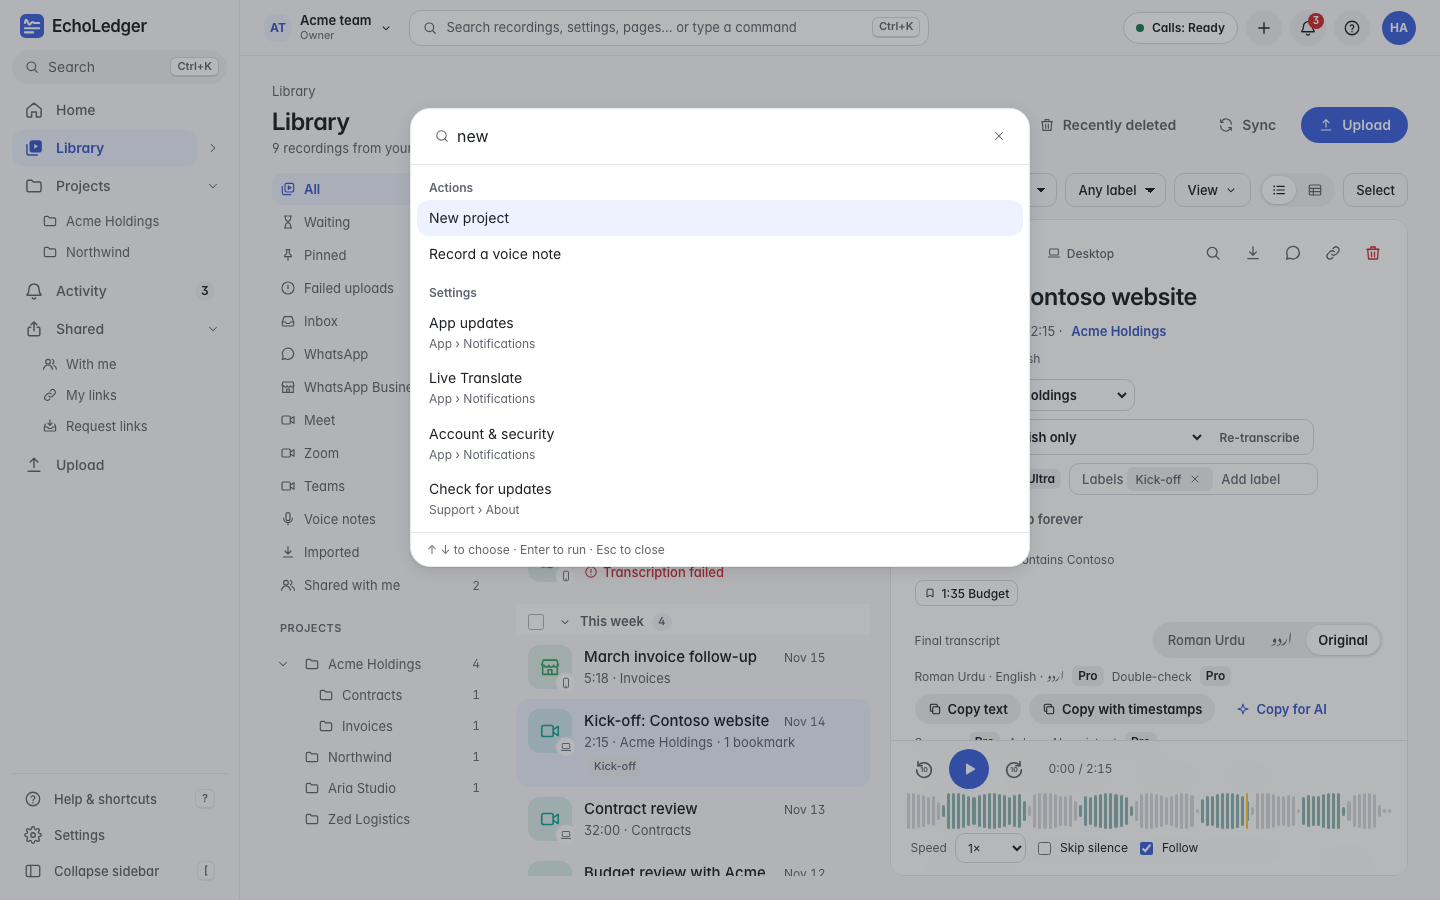 EchoLedger
Search Ctrl+K
Home
Library
Projects
Acme Holdings
Northwind
Activity 3
Shared
With me
My links
Request links
Upload
Help & shortcuts ?
Settings
Collapse sidebar [
AT Acme team
Owner
Search recordings, settings, pages... or type a command Ctrl+K
Calls: Ready
3
HA
Library
Library
9 recordings from your
Recently deleted
Sync
Upload
All
Waiting
Pinned
Failed uploads
Inbox
WhatsApp
WhatsApp Busine
Meet
Zoom
Teams
Voice notes
Imported
Shared with me 2
PROJECTS
Acme Holdings 4
Contracts 1
Invoices 1
Northwind 1
Aria Studio 1
Zed Logistics
Any label
View
Select
new
Actions
New project
Record a voice note
Settings
App updates
App › Notifications
Live Translate
App › Notifications
Account & security
App › Notifications
Check for updates
Support › About
↑ ↓ to choose · Enter to run · Esc to close
Transcription failed
This week 4
March invoice follow-up Nov 15
5:18 · Invoices
Kick-off: Contoso website Nov 14
2:15 · Acme Holdings · 1 bookmark
Kick-off
Contract review Nov 13
32:00 · Contracts
Budget review with Acme Nov 12
Desktop
ontoso website
2:15 · Acme Holdings
sh
oldings
ish only Re-transcribe
Ultra Labels Kick-off × Add label
forever
ontains Contoso
1:35 Budget
Final transcript Roman Urdu اردو Original
Roman Urdu · English · اردو Pro Double-check Pro
Copy text Copy with timestamps Copy for AI
10 10 0:00 / 2:15
Speed 1× Skip silence Follow